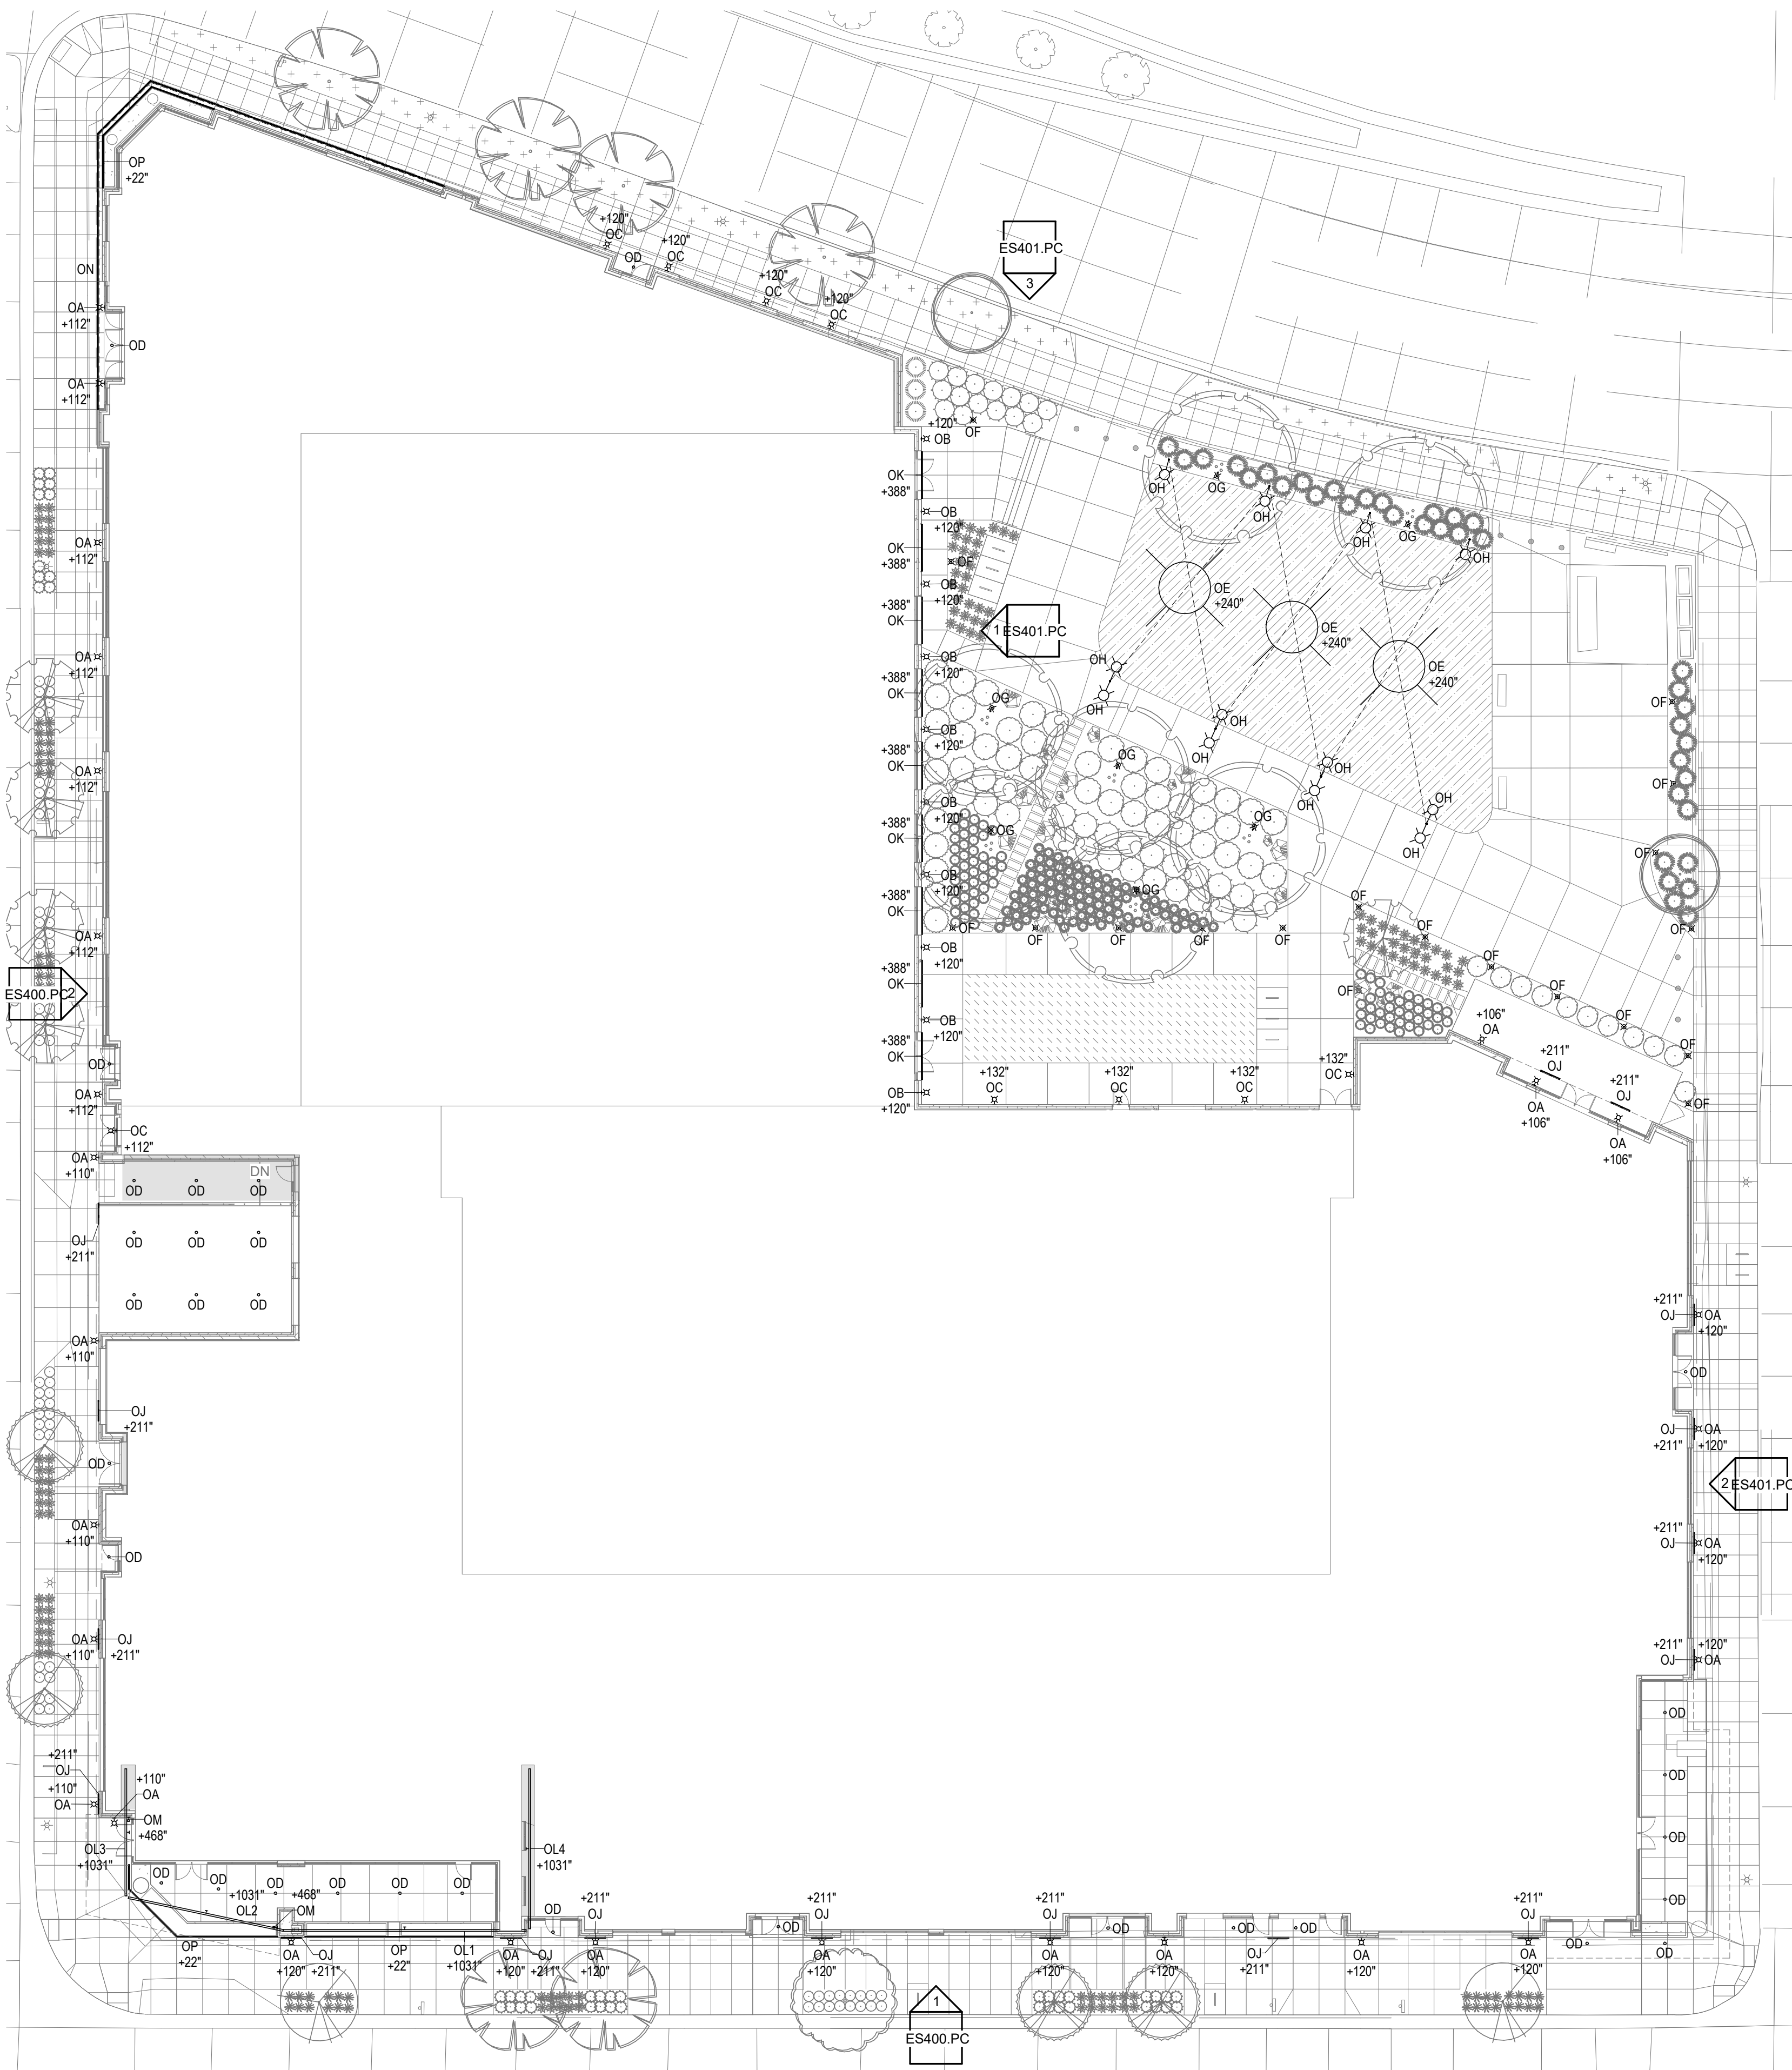 OP
+22"
+120"
OC
+120"
OC
OD
+120"
OC
+120"
OC
ES401.PC
3
ON
OA
+112"
OD
OA
+112"
+120"
OB
OF
OK
+388"
OB
+120"
OK
+388"
OF
OB
+120"
+388"
OK
1
ES401.PC
OB
+120"
+388"
OK
OG
OB
+120"
+388"
OK
OG
OB
+120"
+388"
OK
OG
OG
OB
+120"
+388"
OK
OG
OF
OF
OF
OF
OF
OB
+120"
+388"
OK
OB
+120"
+388"
OK
OB
+120"
OH
OG
OH
OH
OG
OH
OE
+240"
OE
+240"
OE
+240"
OH
OH
OH
OH
OH
OH
OH
OH
OF
OF
OF
OF
OF
OF
OF
OF
OF
OF
OF
OF
+132"
OC
+132"
OC
+132"
OC
+132"
OC
+106"
OA
+211"
OJ
+211"
OJ
OA
+106"
OA
+106"
OA
+112"
OA
+112"
OA
+112"
OA
+112"
ES400.PC
2
OD
OA
+112"
OC
+112"
OA
+110"
DN
OD
OD
OD
OJ
+211"
OD
OD
OD
OD
OD
OD
OA
+110"
OJ
+211"
OD
OA
+110"
OD
OA
+110"
OJ
+211"
+211"
OJ
OA
+120"
OD
OJ
+211"
OA
+120"
2
ES401.PC
+211"
OJ
OA
+120"
+211"
OJ
+120"
OA
OD
OD
OD
OD
OD
+211"
OJ
+110"
OA
+110"
OA
OM
+468"
OL3
+1031"
OL4
+1031"
OD
OD
OD
OD
OD
OD
+1031"
OL2
+468"
OM
OP
+22"
OA
+120"
OJ
+211"
OP
+22"
OL1
+1031"
OA
+120"
OJ
+211"
OD
+211"
OJ
OA
+120"
OD
+211"
OJ
OA
+120"
+211"
OJ
OA
+120"
OD
OA
+120"
OD
OD
OJ
+211"
OA
+120"
+211"
OJ
OA
+120"
OD
1
ES400.PC